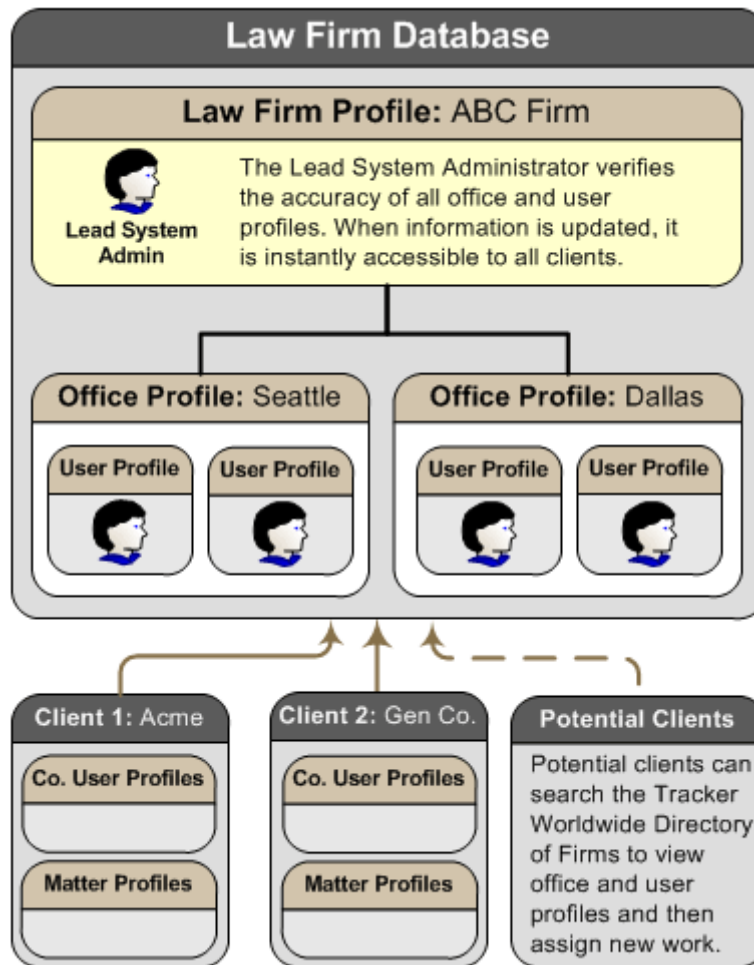 Law Firm Database
Law Firm Profile: ABC Firm
Lead System
Admin
The Lead System Administrator verifies
the accuracy of all office and user
profiles. When information is updated, it
is instantly accessible to all clients.
Office Profile: Seattle
User Profile
User Profile
Office Profile: Dallas
User Profile
User Profile
Client 1: Acme
Co. User Profiles
Matter Profiles
Client 2: Gen Co.
Co. User Profiles
Matter Profiles
Potential Clients
Potential clients can
search the Tracker
Worldwide Directory
of Firms to view
office and user
profiles and then
assign new work.